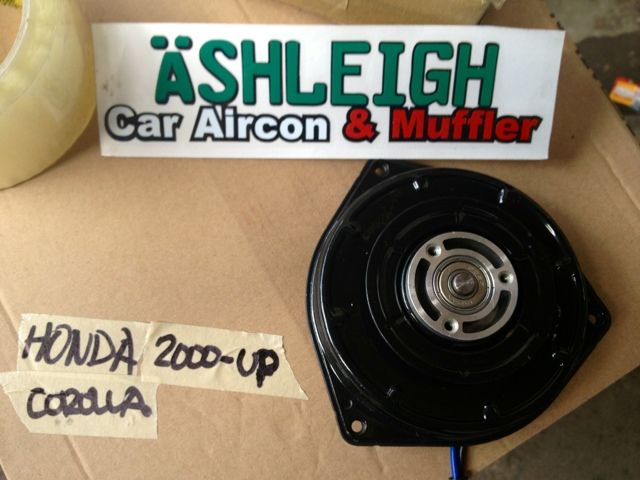 ÄSHLEIGH
Car Aircon & Muffler
HONDA 2000-UP
COROLLA